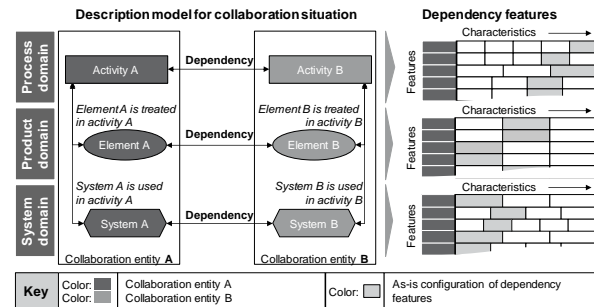 Description model for collaboration situation
Dependency features
Process
domain
Activity A
Dependency
Activity B
Characteristics
Features
Element A is treated
in activity A
Element B is treated
in activity B
Product
domain
Element A
Dependency
Element B
Characteristics
Features
System A is used
in activity A
System B is used
in activity B
System
domain
System A
Dependency
System B
Characteristics
Features
Collaboration entity A
Collaboration entity B
Key
Color:
Collaboration entity A
Color:
Collaboration entity B
Color:
As-is configuration of dependency
features